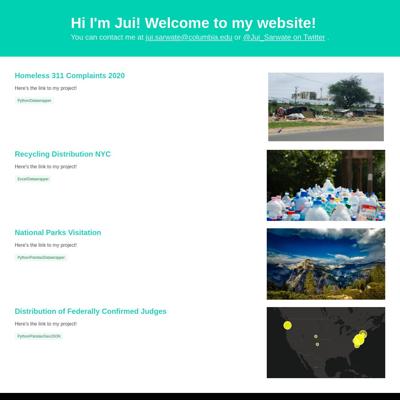 Hi I'm Jui! Welcome to my website!
You can contact me at jui.sarwate@columbia.edu or @Jui_Sarwate on Twitter .
Homeless 311 Complaints 2020
Here's the link to my project!
Python/Datawrapper
Recycling Distribution NYC
Here's the link to my project!
Excel/Datawrapper
National Parks Visitation
Here's the link to my project!
Python/Pandas/Datawrapper
Distribution of Federally Confirmed Judges
Here's the link to my project!
Python/Pandas/GeoJSON